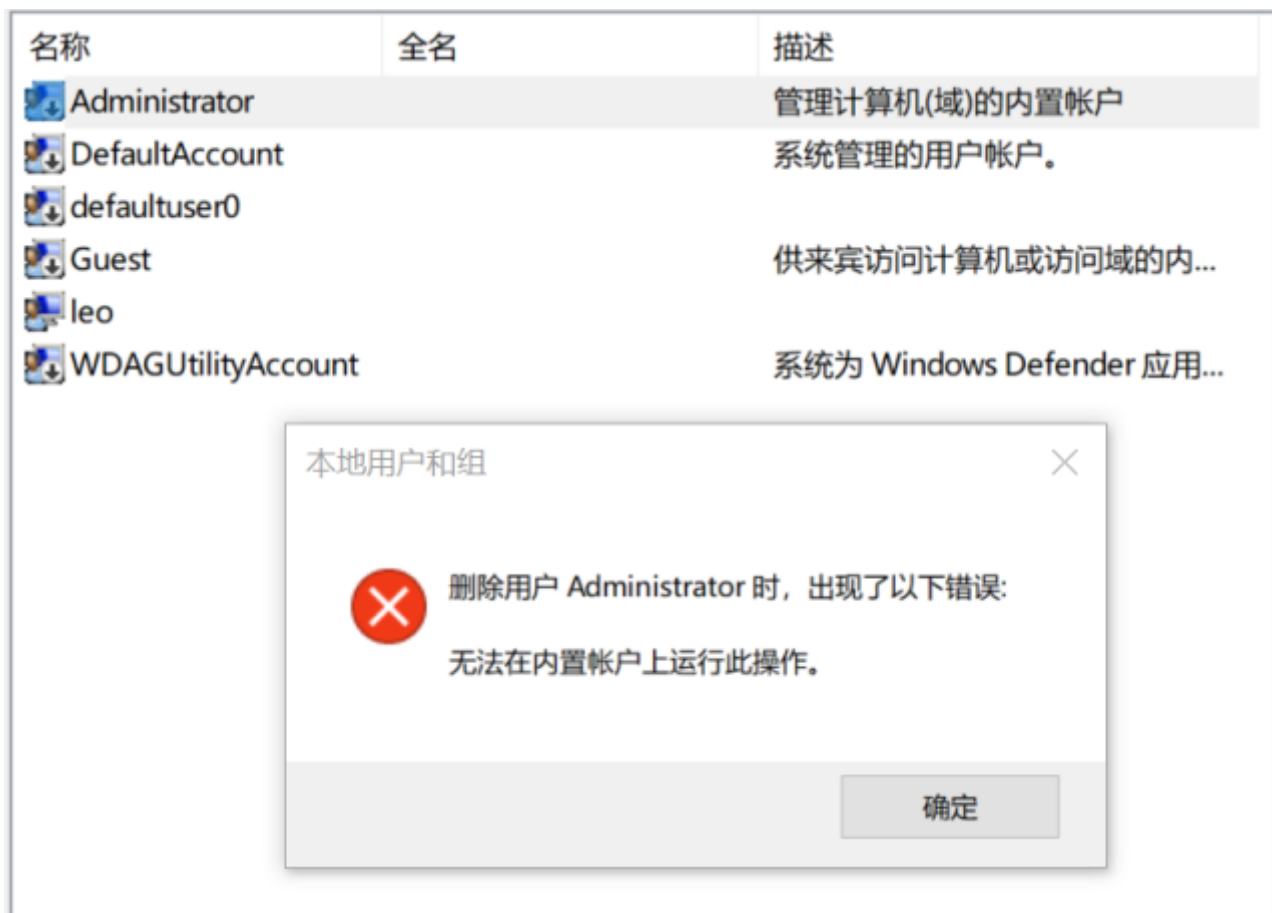 名称 全名 描述
Administrator 管理计算机(域)的内置帐户
DefaultAccount 系统管理的用户帐户。
defaultuser0
Guest 供来宾访问计算机或访问域的内...
leo
WDAGUtilityAccount 系统为 Windows Defender 应用...
本地用户和组
删除用户 Administrator 时，出现了以下错误:
无法在内置帐户上运行此操作。
确定